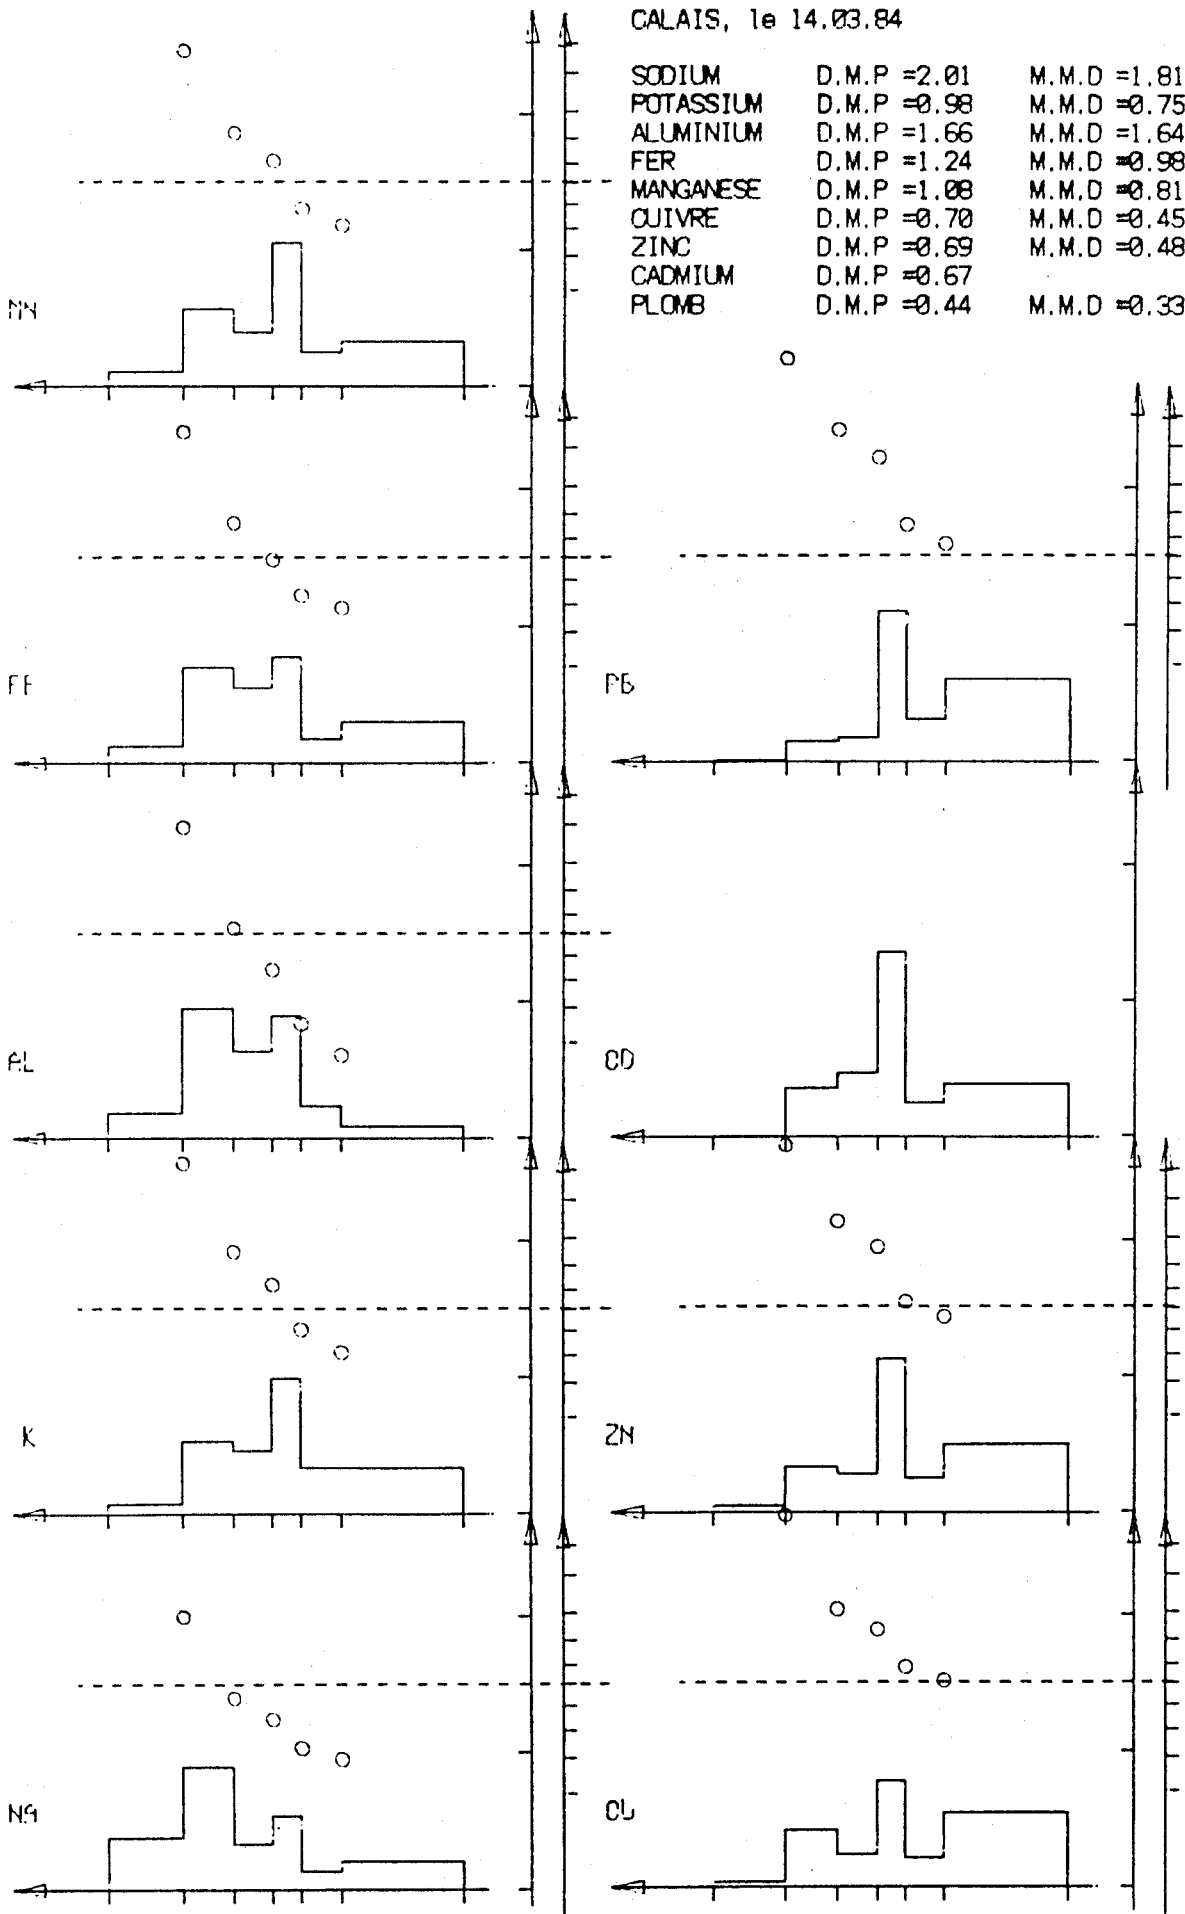 CALAIS, le 14.03.84
SODIUM D.M.P =2.01 M.M.D =1.81
POTASSIUM D.M.P =0.98 M.M.D =0.75
ALUMINIUM D.M.P =1.66 M.M.D =1.64
FER D.M.P =1.24 M.M.D =0.98
MANGANESE D.M.P =1.08 M.M.D =0.81
CUIVRE D.M.P =0.70 M.M.D =0.45
ZINC D.M.P =0.69 M.M.D =0.48
CADMIUM D.M.P =0.67
PLOMB D.M.P =0.44 M.M.D =0.33
MN
FE
PB
AL
CD
K
ZN
NA
CU